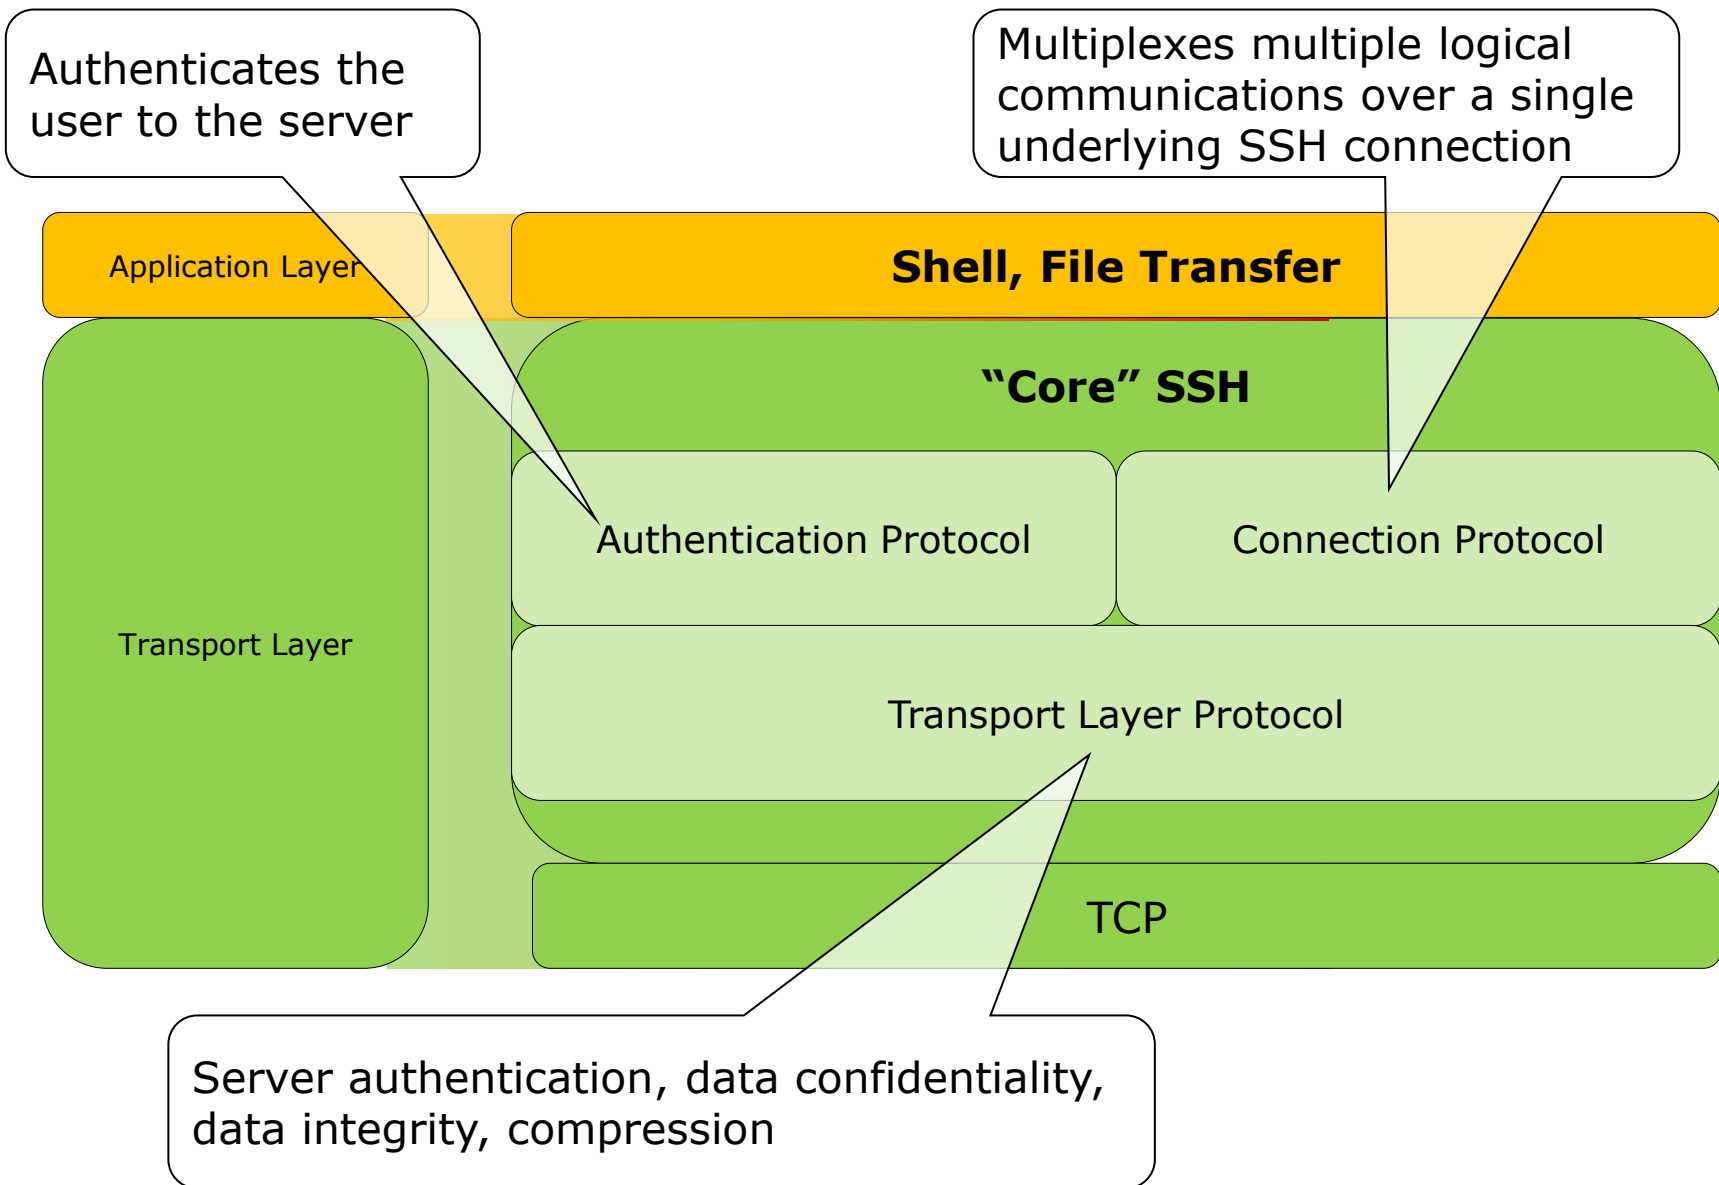 Authenticates the
user to the server
Multiplexes multiple logical
communications over a single
underlying SSH connection
Application Layer
Shell, File Transfer
“Core” SSH
Authentication Protocol
Connection Protocol
Transport Layer
Transport Layer Protocol
TCP
Server authentication, data confidentiality,
data integrity, compression